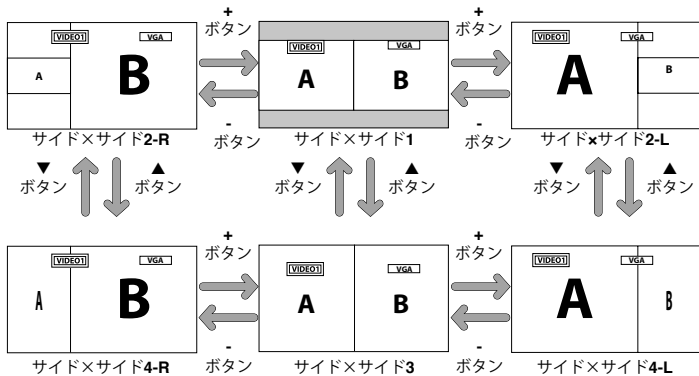 +
ボタン
+
ボタン
VIDEO1
VGA
A
B
VIDEO1
VGA
A
B
VIDEO1
VGA
A
B
-
ボタン
-
ボタン
サイド×サイド2-R
サイド×サイド1
サイド×サイド2-L
▼
ボタン
▲
ボタン
▼
ボタン
▲
ボタン
▼
ボタン
▲
ボタン
+
ボタン
+
ボタン
VIDEO1
VGA
A
B
VIDEO1
VGA
A
B
VIDEO1
VGA
A
B
-
ボタン
-
ボタン
サイド×サイド4-R
サイド×サイド3
サイド×サイド4-L